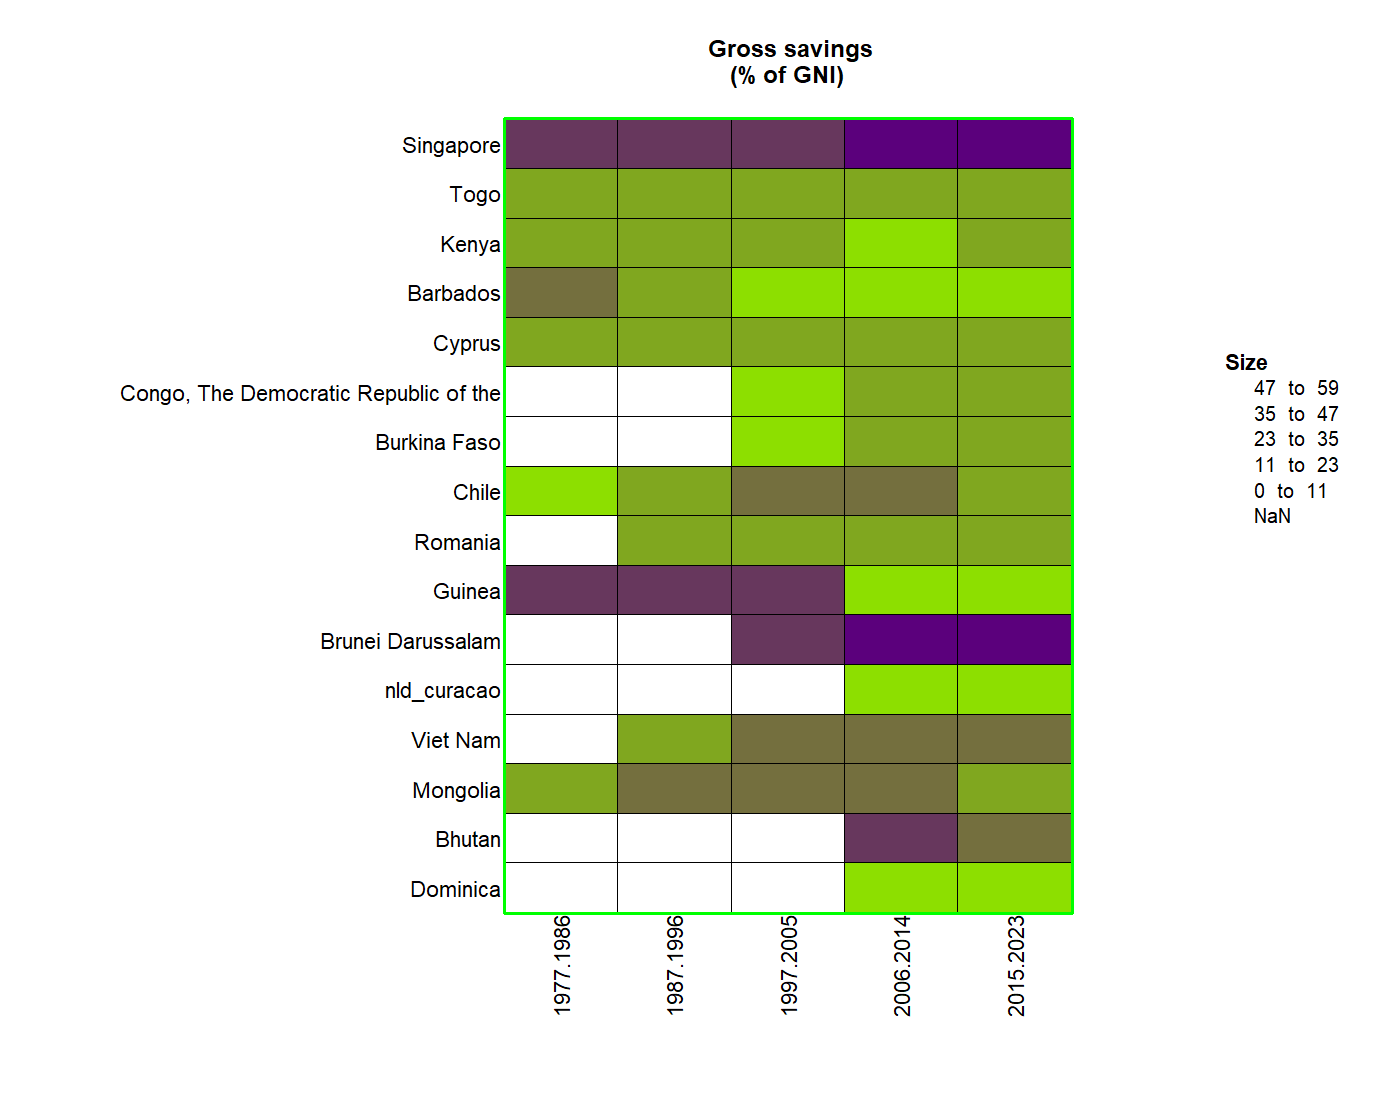 Gross savings
(% of GNI)
Singapore
Togo
Kenya
Barbados
Cyprus
Congo, The Democratic Republic of the
Burkina Faso
Chile
Romania
Guinea
Brunei Darussalam
nld_curacao
Viet Nam
Mongolia
Bhutan
Dominica
1977.1986
1987.1996
1997.2005
2006.2014
2015.2023
Size
47 to 59
35 to 47
23 to 35
11 to 23
0 to 11
NaN